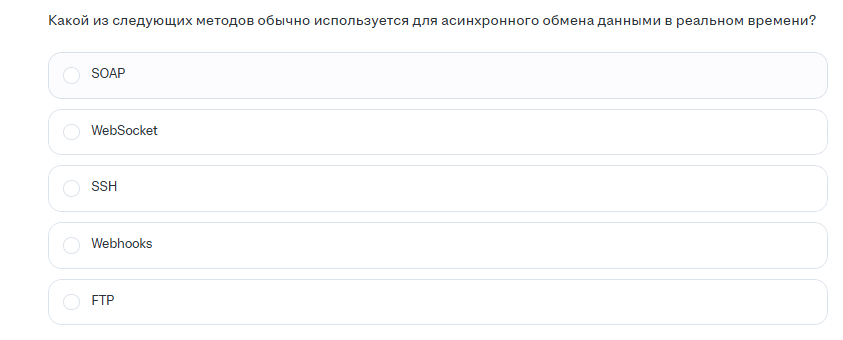 Какой из следующих методов обычно используется для асинхронного обмена данными в реальном времени?
SOAP
WebSocket
SSH
Webhooks
FTP